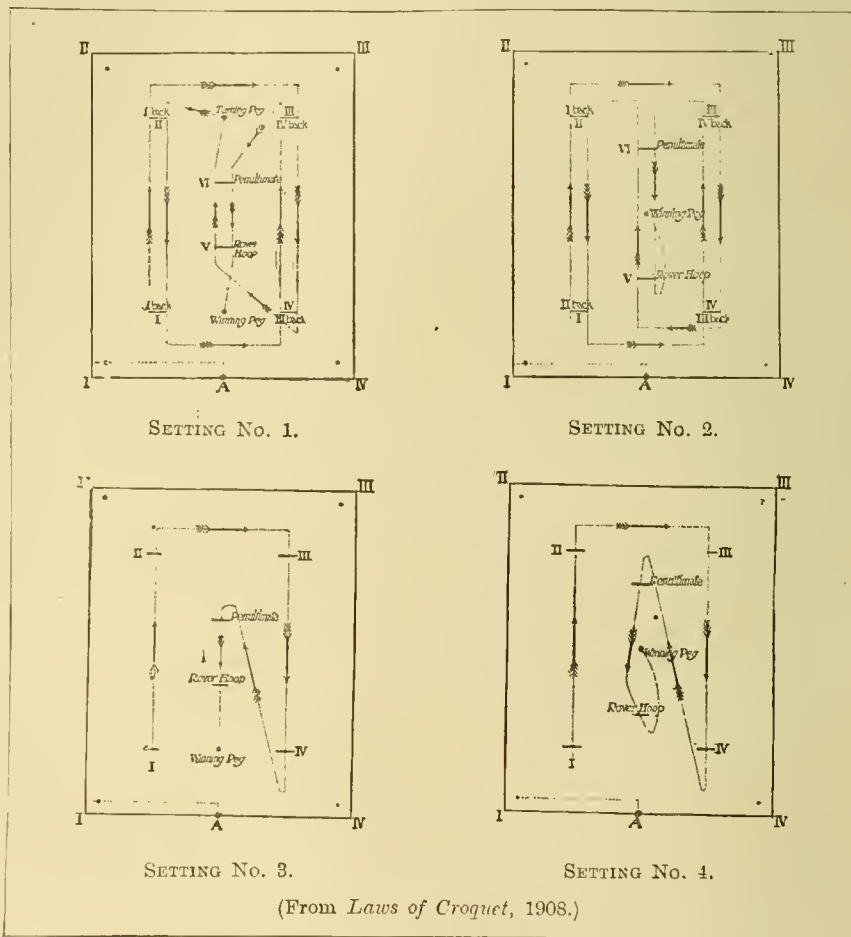 II III
I back
II
Turning Peg
III
IV back
VI Penultimate
V Rover
Hoop
II back
I
Winning Peg
IV
III back
I A IV
SETTING No. 1.
II III
I back
II
III
IV back
VI Penultimate
Winning Peg
V Rover Hoop
II back
I
IV
III back
I A IV
SETTING No. 2.
III
II III
Penultimate
Rover Hoop
I
Winning Peg
IV
I A IV
SETTING No. 3.
II III
II III
Penultimate
Winning Peg
Rover Hoop
I
IV
I A IV
SETTING No. 4.
(From Laws of Croquet, 1908.)